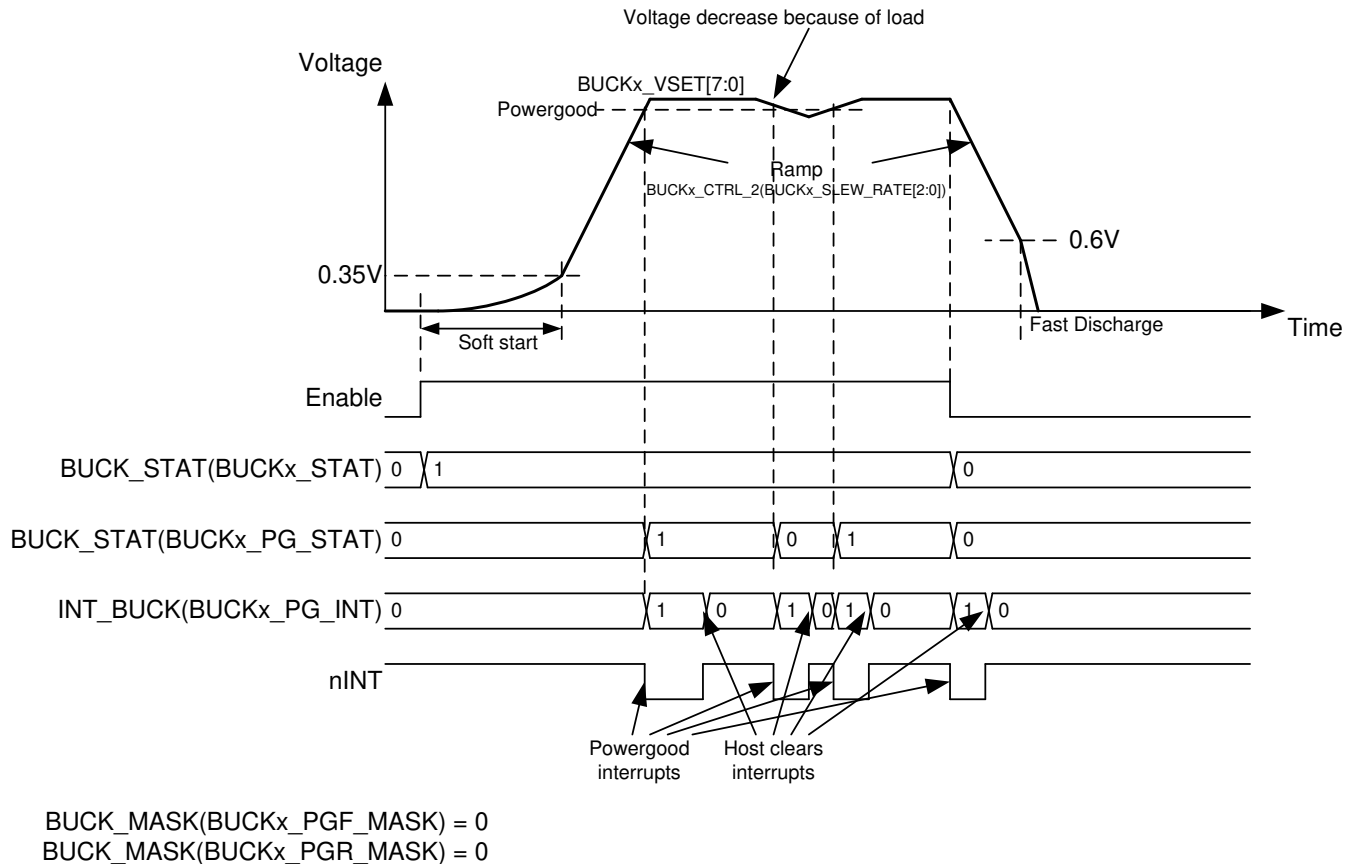 Voltage decrease because of load
Voltage
BUCKx_VSET[7:0]
Powergood
Ramp
BUCKx_CTRL_2(BUCKx_SLEW_RATE[2:0])
0.6V
0.35V
Soft start
Fast Discharge
Time
Enable
BUCK_STAT(BUCKx_STAT) 0 1 0
BUCK_STAT(BUCKx_PG_STAT) 0 1 0 1 0
INT_BUCK(BUCKx_PG_INT) 0 1 0 1 0 1 0 1 0
nINT
Powergood
interrupts
Host clears
interrupts
BUCK_MASK(BUCKx_PGF_MASK) = 0
BUCK_MASK(BUCKx_PGR_MASK) = 0